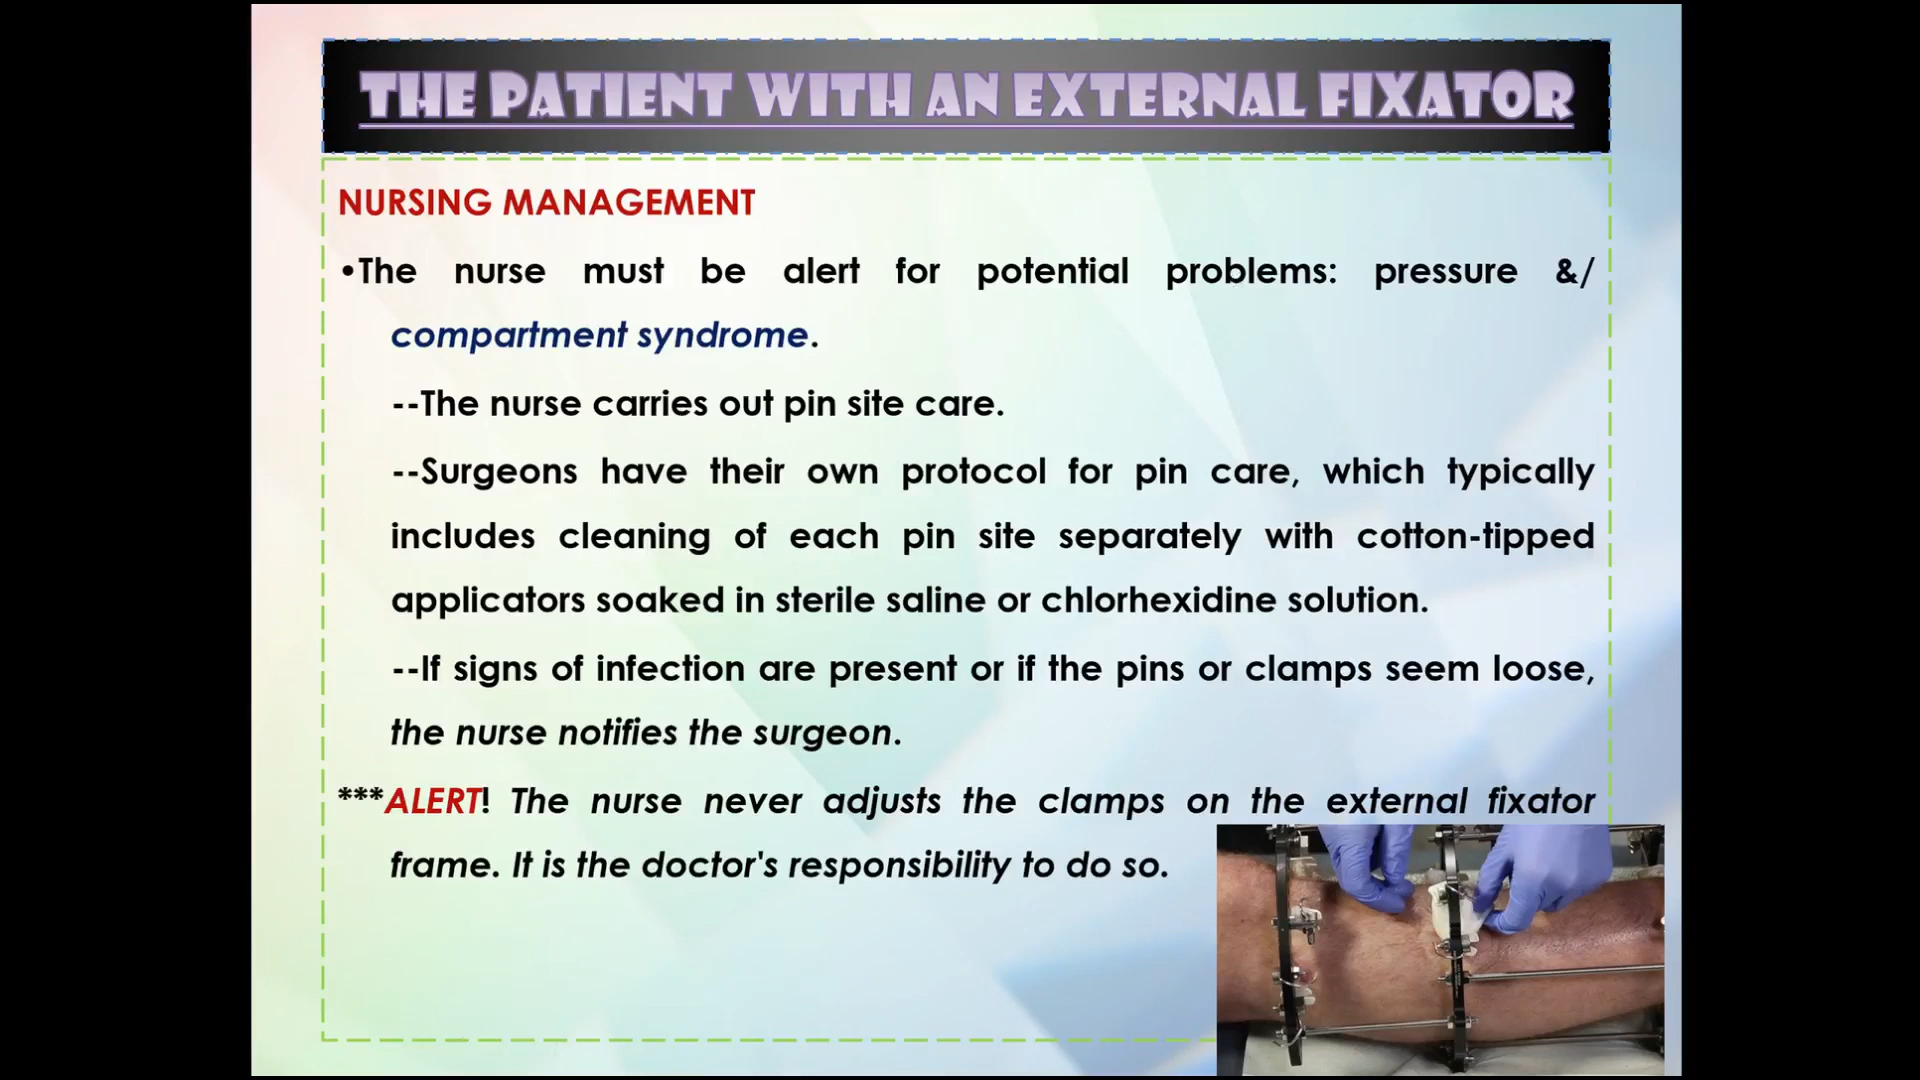 THE PATIENT WITH AN EXTERNAL FIXATOR
NURSING MANAGEMENT
•The nurse must be alert for potential problems: pressure &/
compartment syndrome.
--The nurse carries out pin site care.
--Surgeons have their own protocol for pin care, which typically
includes cleaning of each pin site separately with cotton-tipped
applicators soaked in sterile saline or chlorhexidine solution.
--If signs of infection are present or if the pins or clamps seem loose,
the nurse notifies the surgeon.
***ALERT! The nurse never adjusts the clamps on the external fixator
frame. It is the doctor's responsibility to do so.